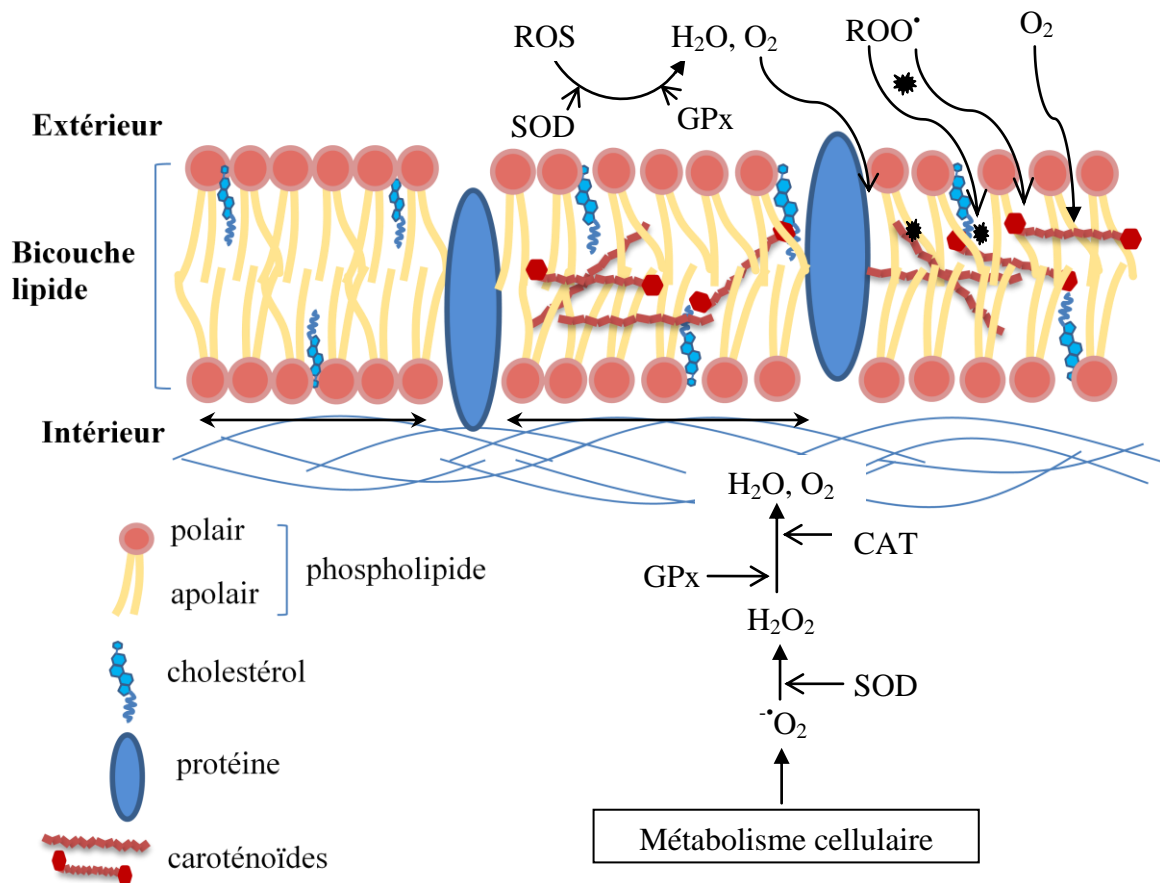 ROS
H₂O, O₂
ROO•
O₂
SOD
GPx
Extérieur
Bicouche
lipide
Intérieur
H₂O, O₂
CAT
GPx
H₂O₂
SOD
-•O₂
Métabolisme cellulaire
polair
apolair
phospholipide
cholestérol
protéine
caroténoïdes